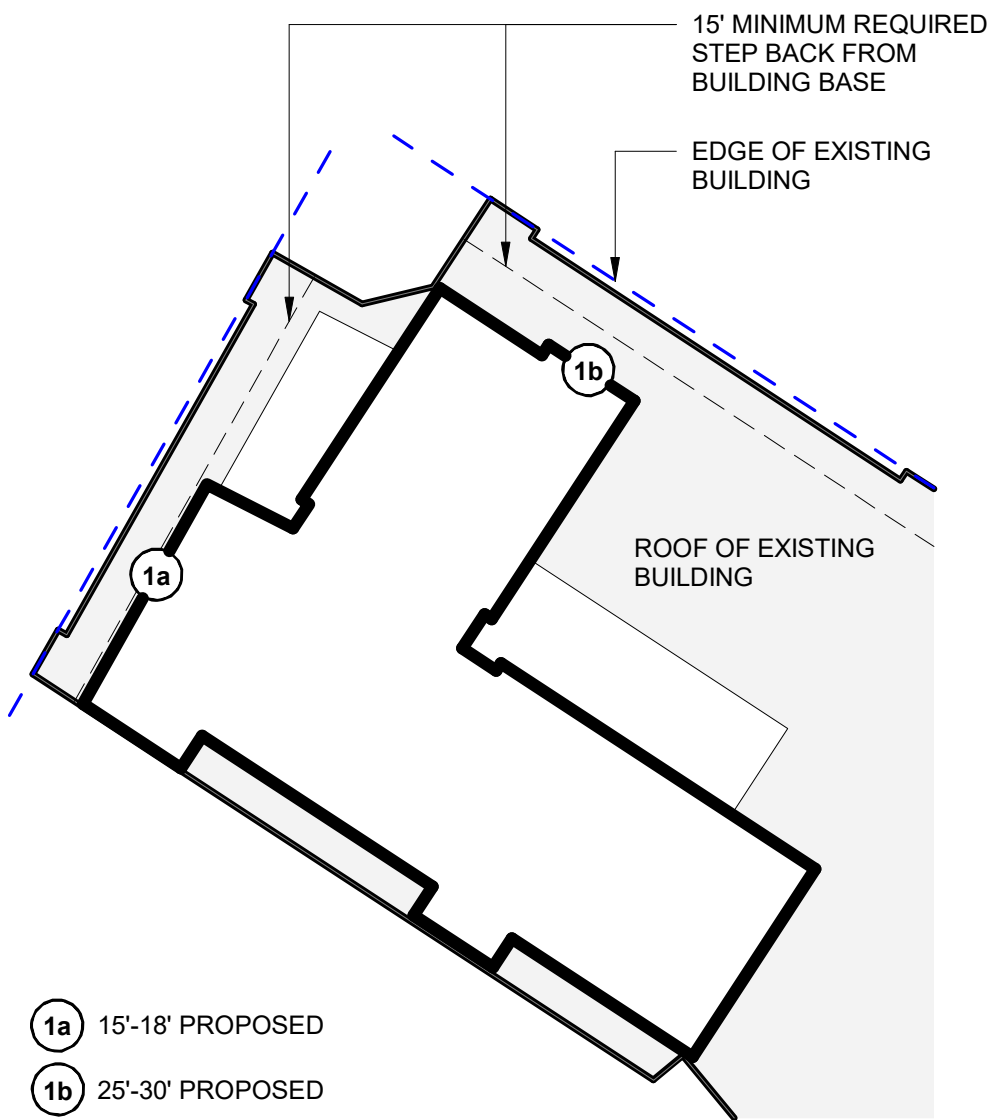 15' MINIMUM REQUIRED
STEP BACK FROM
BUILDING BASE
EDGE OF EXISTING
BUILDING
1b
ROOF OF EXISTING
BUILDING
1a
1a 15'-18' PROPOSED
1b 25'-30' PROPOSED